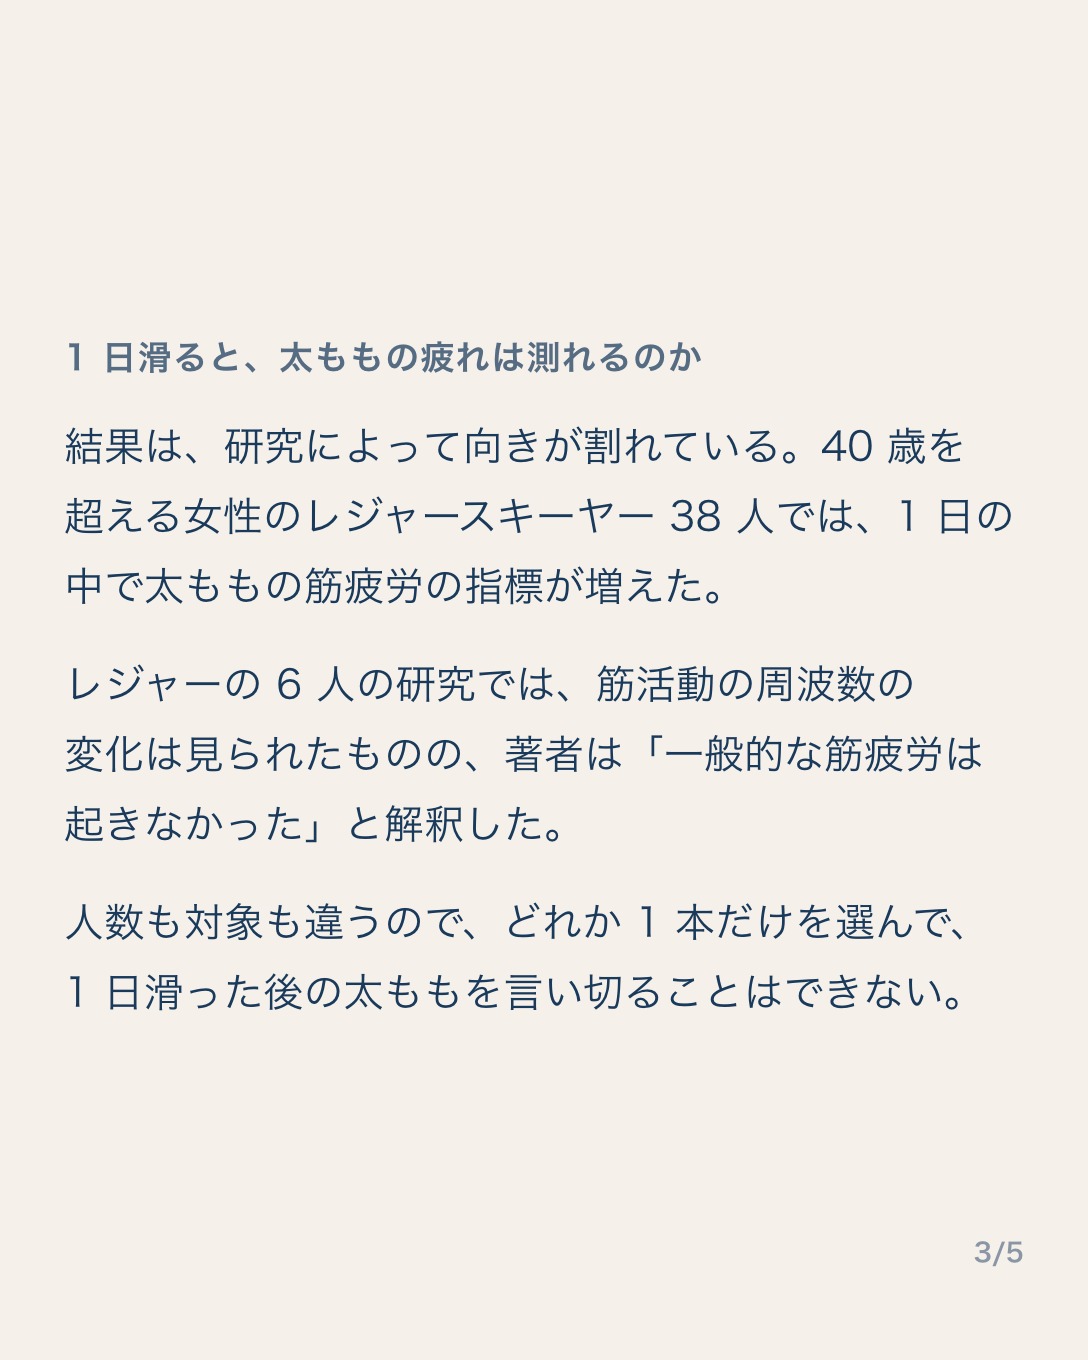 1 日滑ると、太ももの疲れは測れるのか
結果は、研究によって向きが割れている。40 歳を
超える女性のレジャースキーヤー 38 人では、1 日の
中で太ももの筋疲労の指標が増えた。
レジャーの 6 人の研究では、筋活動の周波数の
変化は見られたものの、著者は「一般的な筋疲労は
起きなかった」と解釈した。
人数も対象も違うので、どれか 1 本だけを選んで、
1 日滑った後の太ももを言い切ることはできない。
3/5